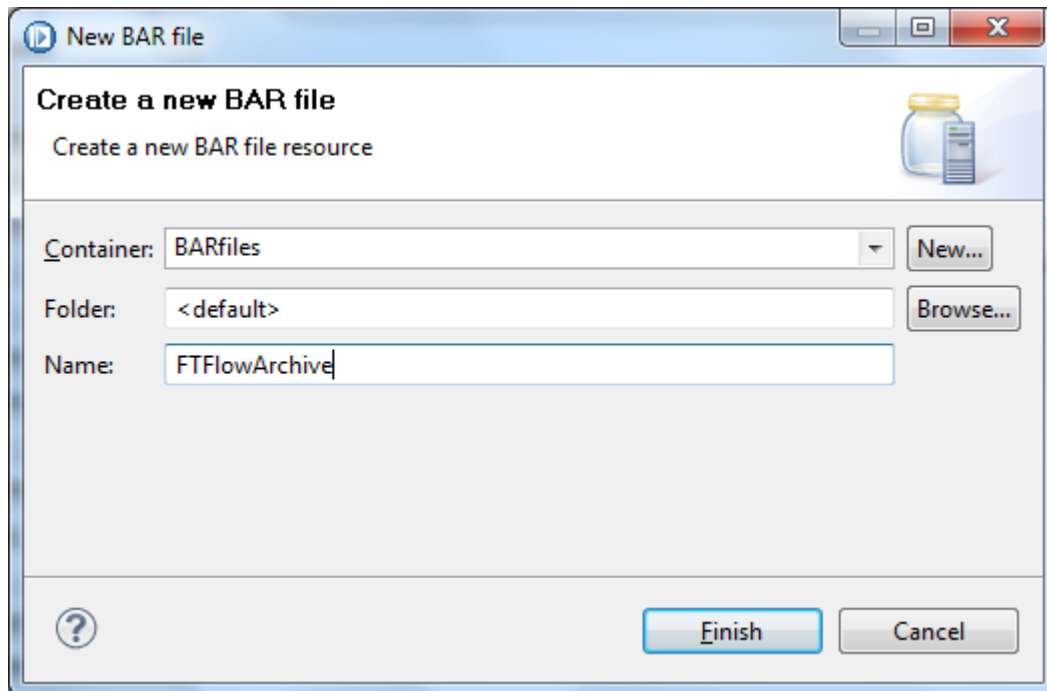 New BAR file
Create a new BAR file
Create a new BAR file resource
Container: BARfiles New...
Folder: <default> Browse...
Name: FTFlowArchive
Finish Cancel